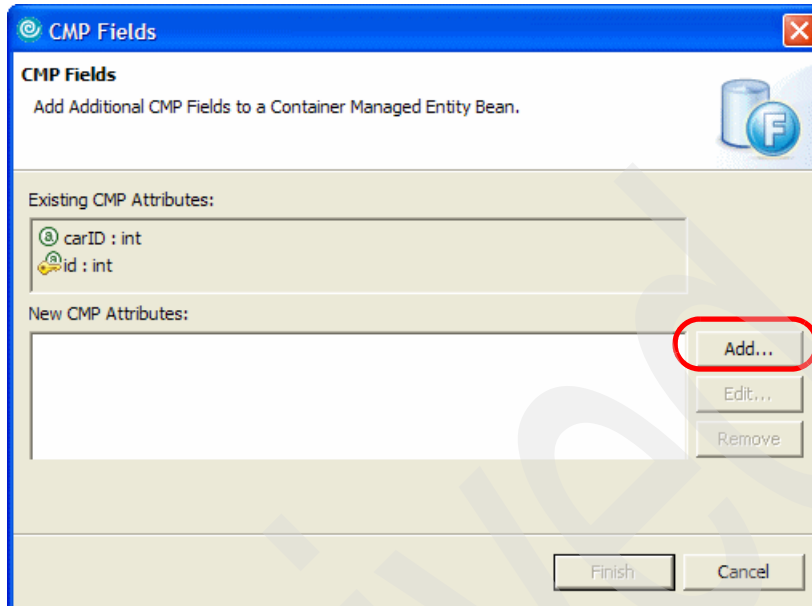 CMP Fields
CMP Fields
Add Additional CMP Fields to a Container Managed Entity Bean.
F
Existing CMP Attributes:
a carID : int
a id : int
New CMP Attributes:
Add...
Edit...
Remove
Finish
Cancel